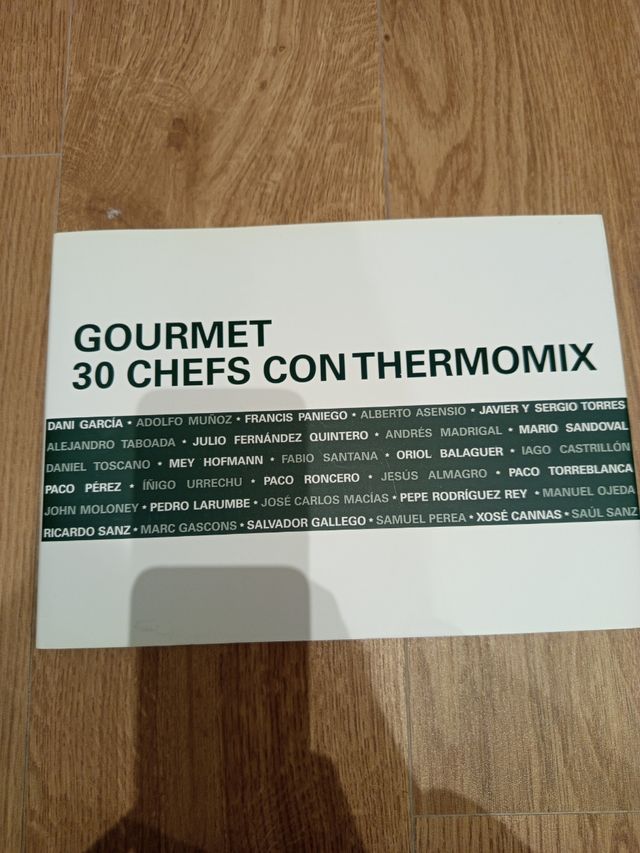 GOURMET
30 CHEFS CON THERMOMIX
DANI GARCÍA • ADOLFO MUÑOZ • FRANCIS PANIEGO • ALBERTO ASENSIO • JAVIER Y SERGIO TORRES
ALEJANDRO TABOADA • JULIO FERNÁNDEZ QUINTERO • ANDRÉS MADRIGAL • MARIO SANDOVAL
DANIEL TOSCANO • MEY HOFMANN • FABIO SANTANA • ORIOL BALAGUER • IAGO CASTRILLÓN
PACO PÉREZ • ÍÑIGO URRECHU • PACO RONCERO • JESÚS ALMAGRO • PACO TORREBLANCA
JOHN MOLONEY • PEDRO LARUMBE • JOSÉ CARLOS MACÍAS • PEPE RODRÍGUEZ REY • MANUEL OJEDA
RICARDO SANZ • MARC GASCONS • SALVADOR GALLEGO • SAMUEL PEREA • XOSÉ CANNAS • SAÚL SANZ